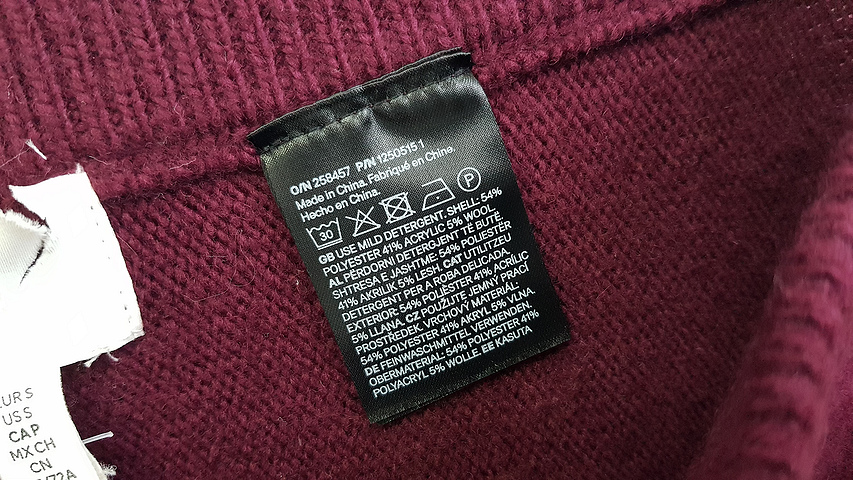 O/N 258457 P/N 1250515 1
Made in China. Fabriqué en Chine.
Hecho en China.
30 P
GB USE MILD DETERGENT. SHELL: 54%
POLYESTER 41% ACRYLIC 5% WOOL.
AL PËRDORNI DETERGJENT TË BUTË.
SHTRESA E JASHTME: 54% POLIESTËR
41% AKRILIK 5% LESH. CAT UTILITZEU
DETERGENT PER A ROBA DELICADA.
EXTERIOR: 54% POLIÈSTER 41% ACRÍLIC
5% LLANA. CZ POUŽIJTE JEMNÝ PRACÍ
PROSTŘEDEK. VRCHOVÝ MATERIÁL:
54% POLYESTER 41% AKRYL 5% VLNA.
DE FEINWASCHMITTEL VERWENDEN.
OBERMATERIAL: 54% POLYESTER 41%
POLYACRYL 5% WOLLE. EE KASUTA
EUR S
US S
CAP
MX CH
CN
/72A